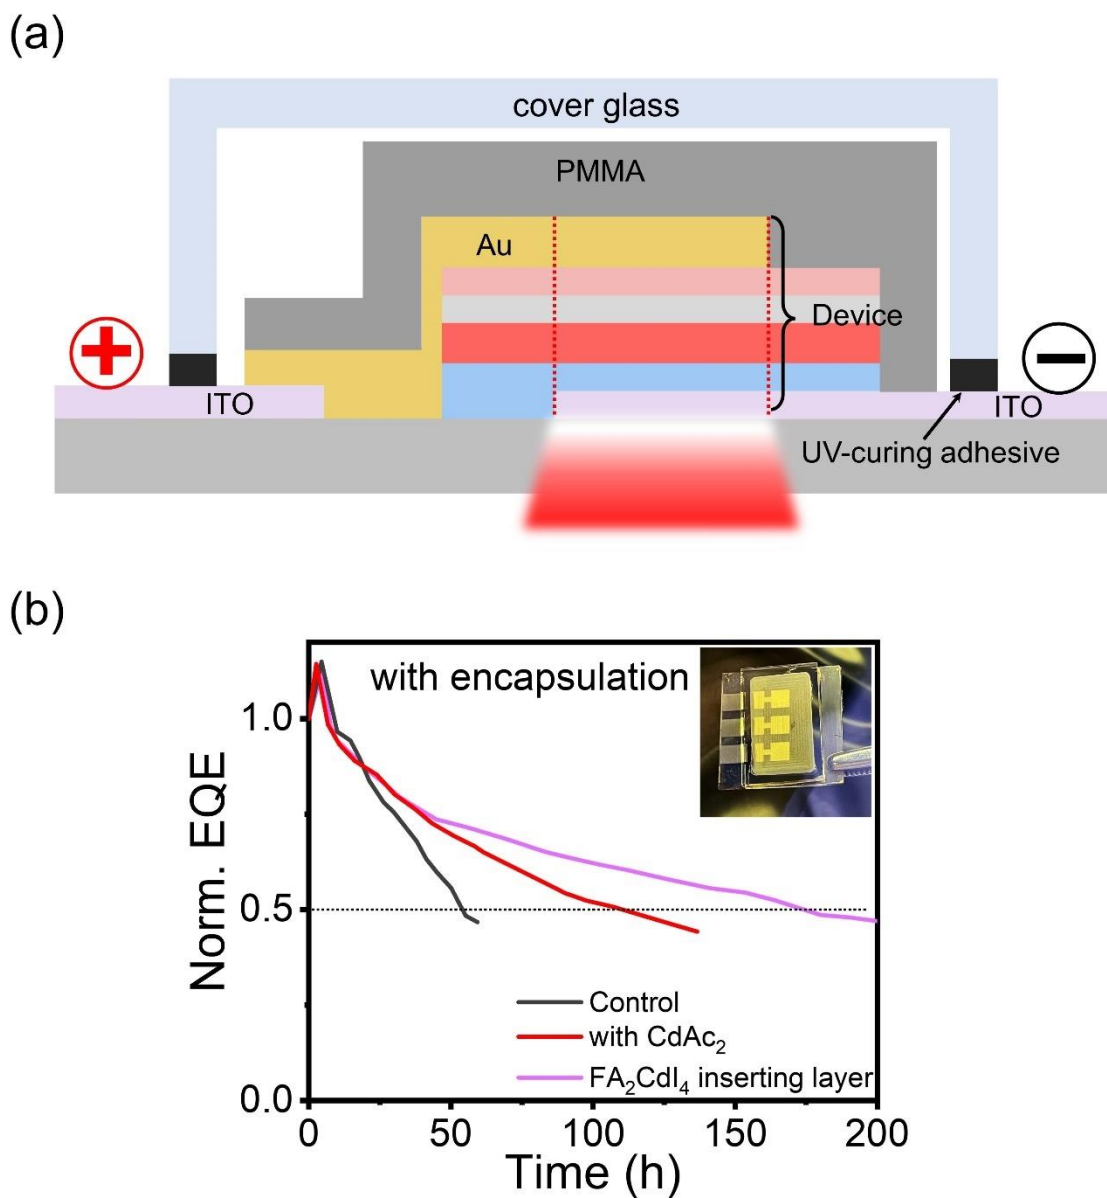 (a)
cover glass
PMMA
Au
Device
+
−
ITO
ITO
UV-curing adhesive
(b)
with encapsulation
Norm. EQE
1.0
0.5
0.0
Control
with CdAc₂
FA₂CdI₄ inserting layer
0
50
100
150
200
Time (h)